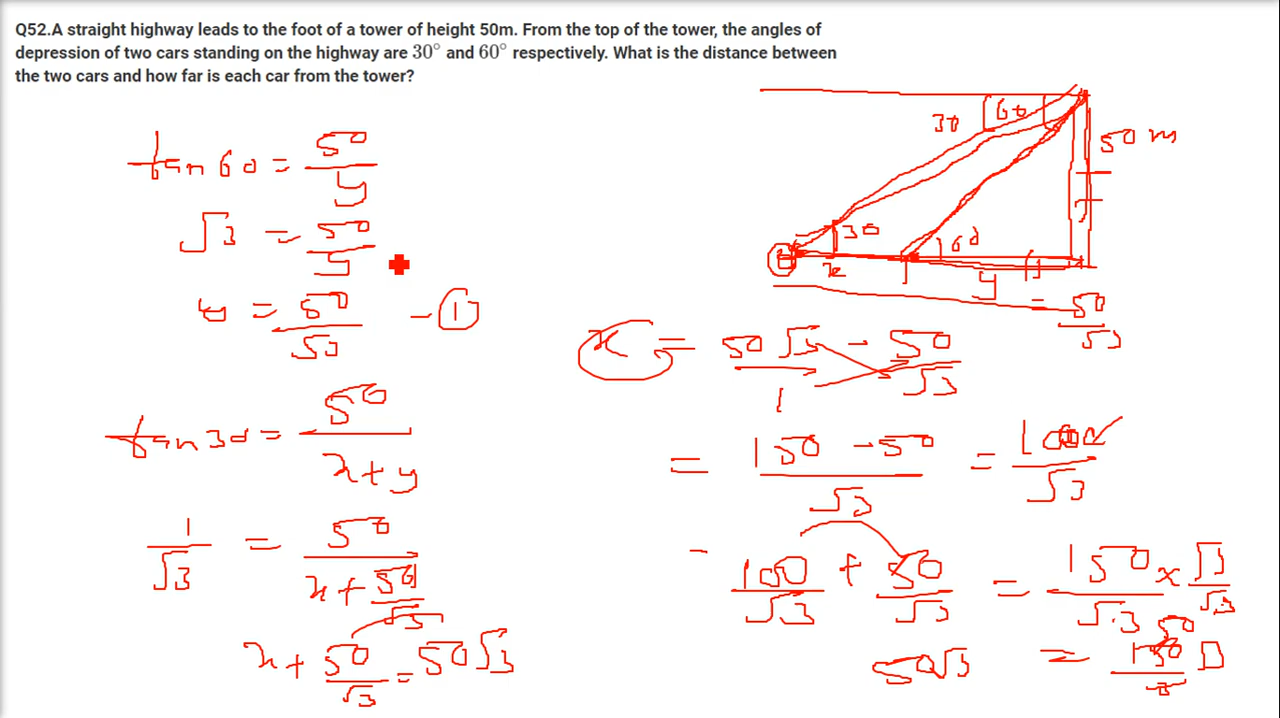 Q52.A straight highway leads to the foot of a tower of height 50m. From the top of the tower, the angles of
depression of two cars standing on the highway are 30° and 60° respectively. What is the distance between
the two cars and how far is each car from the tower?
30 60
50 m
30 60
x y = 50/√3
tan 60 = 50/y
√3 = 50/y
y = 50/√3 - ①
tan 30 = 50/x+y
1/√3 = 50/x+50/√3
x + 50/√3 = 50√3
x = 50√3/1 - 50/√3
= 150-50/√3 = 100/√3
= 100/√3 + 50/√3 = 150/√3 × √3/√3
50√3 = 150
50